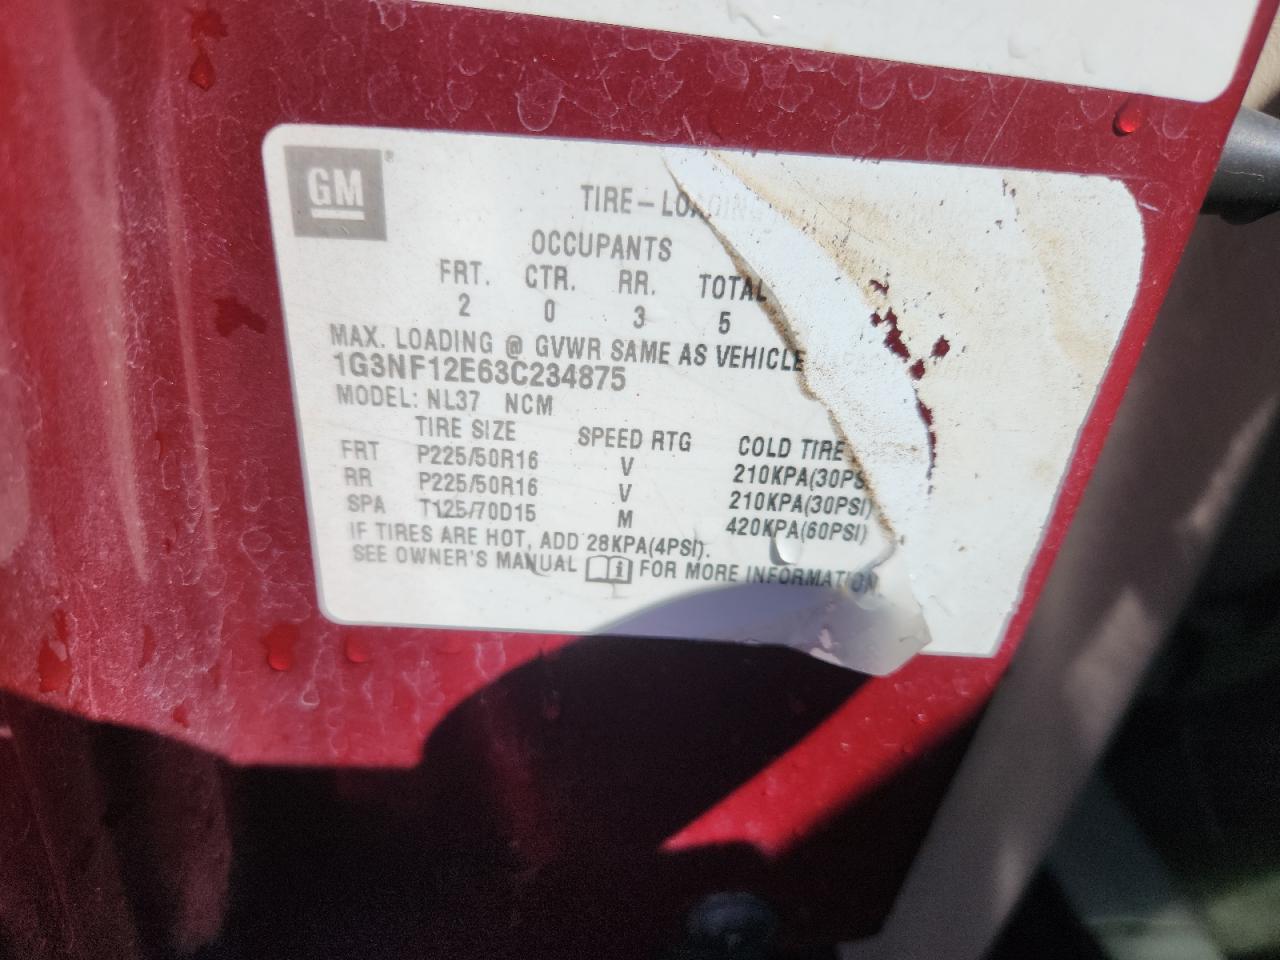 GM
TIRE-LOADING
OCCUPANTS
FRT. CTR. RR. TOTAL
2 0 3 5
MAX. LOADING @ GVWR SAME AS VEHICLE
1G3NF12E63C234875
MODEL: NL37 NCM
TIRE SIZE SPEED RTG COLD TIRE
FRT P225/50R16 V 210KPA(30PSI
RR P225/50R16 V 210KPA(30PSI)
SPA T125/70D15 M 420KPA(60PSI)
IF TIRES ARE HOT, ADD 28KPA(4PSI).
SEE OWNER'S MANUAL i FOR MORE INFORMATION